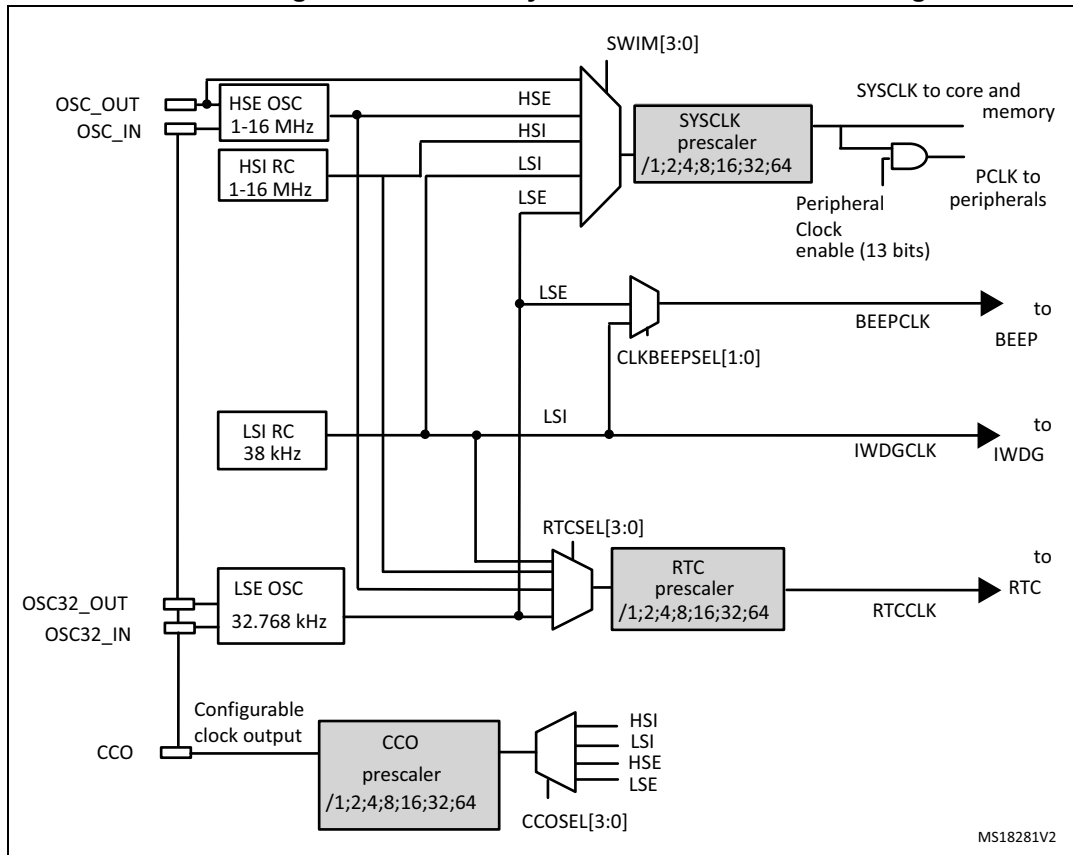 SWIM[3:0]
OSC_OUT
OSC_IN
HSE OSC
1-16 MHz
HSI RC
1-16 MHz
HSE
HSI
LSI
LSE
SYSCLK
prescaler
/1;2;4;8;16;32;64
SYSCLK to core and
memory
PCLK to
peripherals
Peripheral
Clock
enable (13 bits)
LSE
BEEPCLK
to
BEEP
CLKBEEPSEL[1:0]
LSI RC
38 kHz
LSI
IWDGCLK
to
IWDG
RTCSEL[3:0]
OSC32_OUT
OSC32_IN
LSE OSC
32.768 kHz
RTC
prescaler
/1;2;4;8;16;32;64
RTCCLK
to
RTC
CCO
Configurable
clock output
CCO
prescaler
/1;2;4;8;16;32;64
HSI
LSI
HSE
LSE
CCOSEL[3:0]
MS18281V2